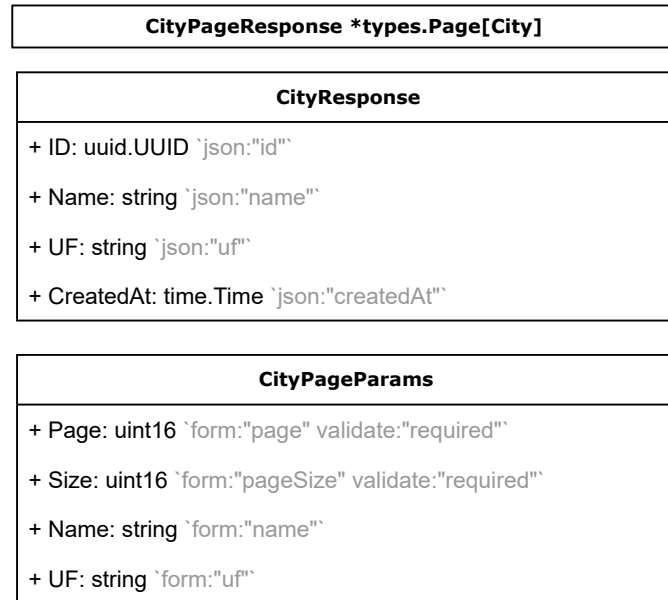 CityPageResponse *types.Page[City]
CityResponse
+ ID: uuid.UUID `json:"id"`
+ Name: string `json:"name"`
+ UF: string `json:"uf"`
+ CreatedAt: time.Time `json:"createdAt"`
CityPageParams
+ Page: uint16 `form:"page" validate:"required"`
+ Size: uint16 `form:"pageSize" validate:"required"`
+ Name: string `form:"name"`
+ UF: string `form:"uf"`